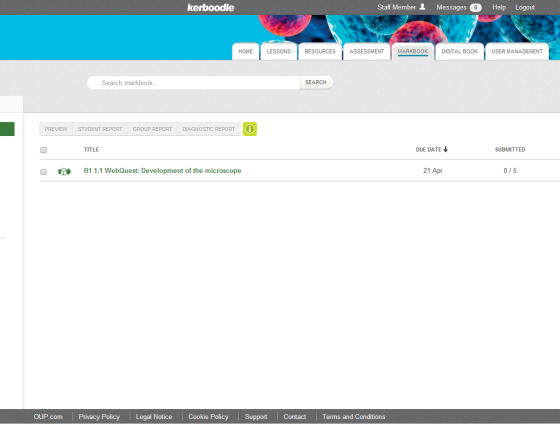 kerboodle
Staff Member Messages 0 Help Logout
HOME LESSONS RESOURCES ASSESSMENT MARKBOOK DIGITAL BOOK USER MANAGEMENT
Search markbook... SEARCH
PREVIEW STUDENT REPORT GROUP REPORT DIAGNOSTIC REPORT
TITLE DUE DATE SUBMITTED
B1 1.1 WebQuest: Development of the microscope 21 Apr 0 / 5
OUP.com Privacy Policy Legal Notice Cookie Policy Support Contact Terms and Conditions